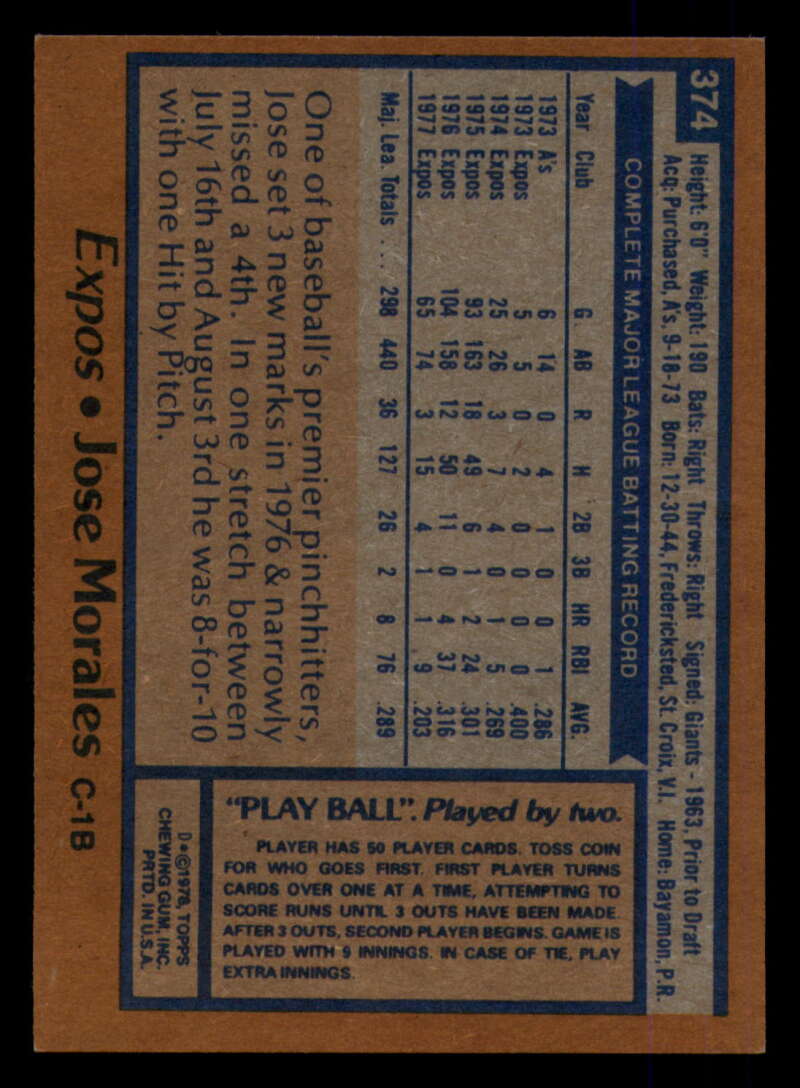 374
Height: 6'0" Weight: 190 Bats: Right Throws: Right Signed: Giants - 1963, Prior to Draft
Acq: Purchased, A's, 9-18-73 Born: 12-30-44, Fredericksted, St. Croix, V.I. Home: Bayamon, P.R.
COMPLETE MAJOR LEAGUE BATTING RECORD
Year Club G. AB R H 2B 3B HR RBI AVG.
1973 A's 6 14 0 4 1 0 0 1 .286
1973 Expos 5 5 0 2 0 0 0 0 .400
1974 Expos 25 26 3 7 4 0 1 5 .269
1975 Expos 93 163 18 49 6 1 2 24 .301
1976 Expos 104 158 12 50 11 0 4 37 .316
1977 Expos 65 74 3 15 4 1 1 9 .203
Maj. Lea. Totals ... 298 440 36 127 26 2 8 76 .289
One of baseball's premier pinchhitters,
Jose set 3 new marks in 1976 & narrowly
missed a 4th. In one stretch between
July 16th and August 3rd he was 8-for-10
with one Hit by Pitch.
"PLAY BALL". Played by two.
PLAYER HAS 50 PLAYER CARDS. TOSS COIN
FOR WHO GOES FIRST. FIRST PLAYER TURNS
CARDS OVER ONE AT A TIME, ATTEMPTING TO
SCORE RUNS UNTIL 3 OUTS HAVE BEEN MADE.
AFTER 3 OUTS, SECOND PLAYER BEGINS. GAME IS
PLAYED WITH 9 INNINGS. IN CASE OF TIE, PLAY
EXTRA INNINGS.
D•©1978, TOPPS
CHEWING GUM, INC.
PRTD. IN U.S.A.
Expos • Jose Morales C-1B